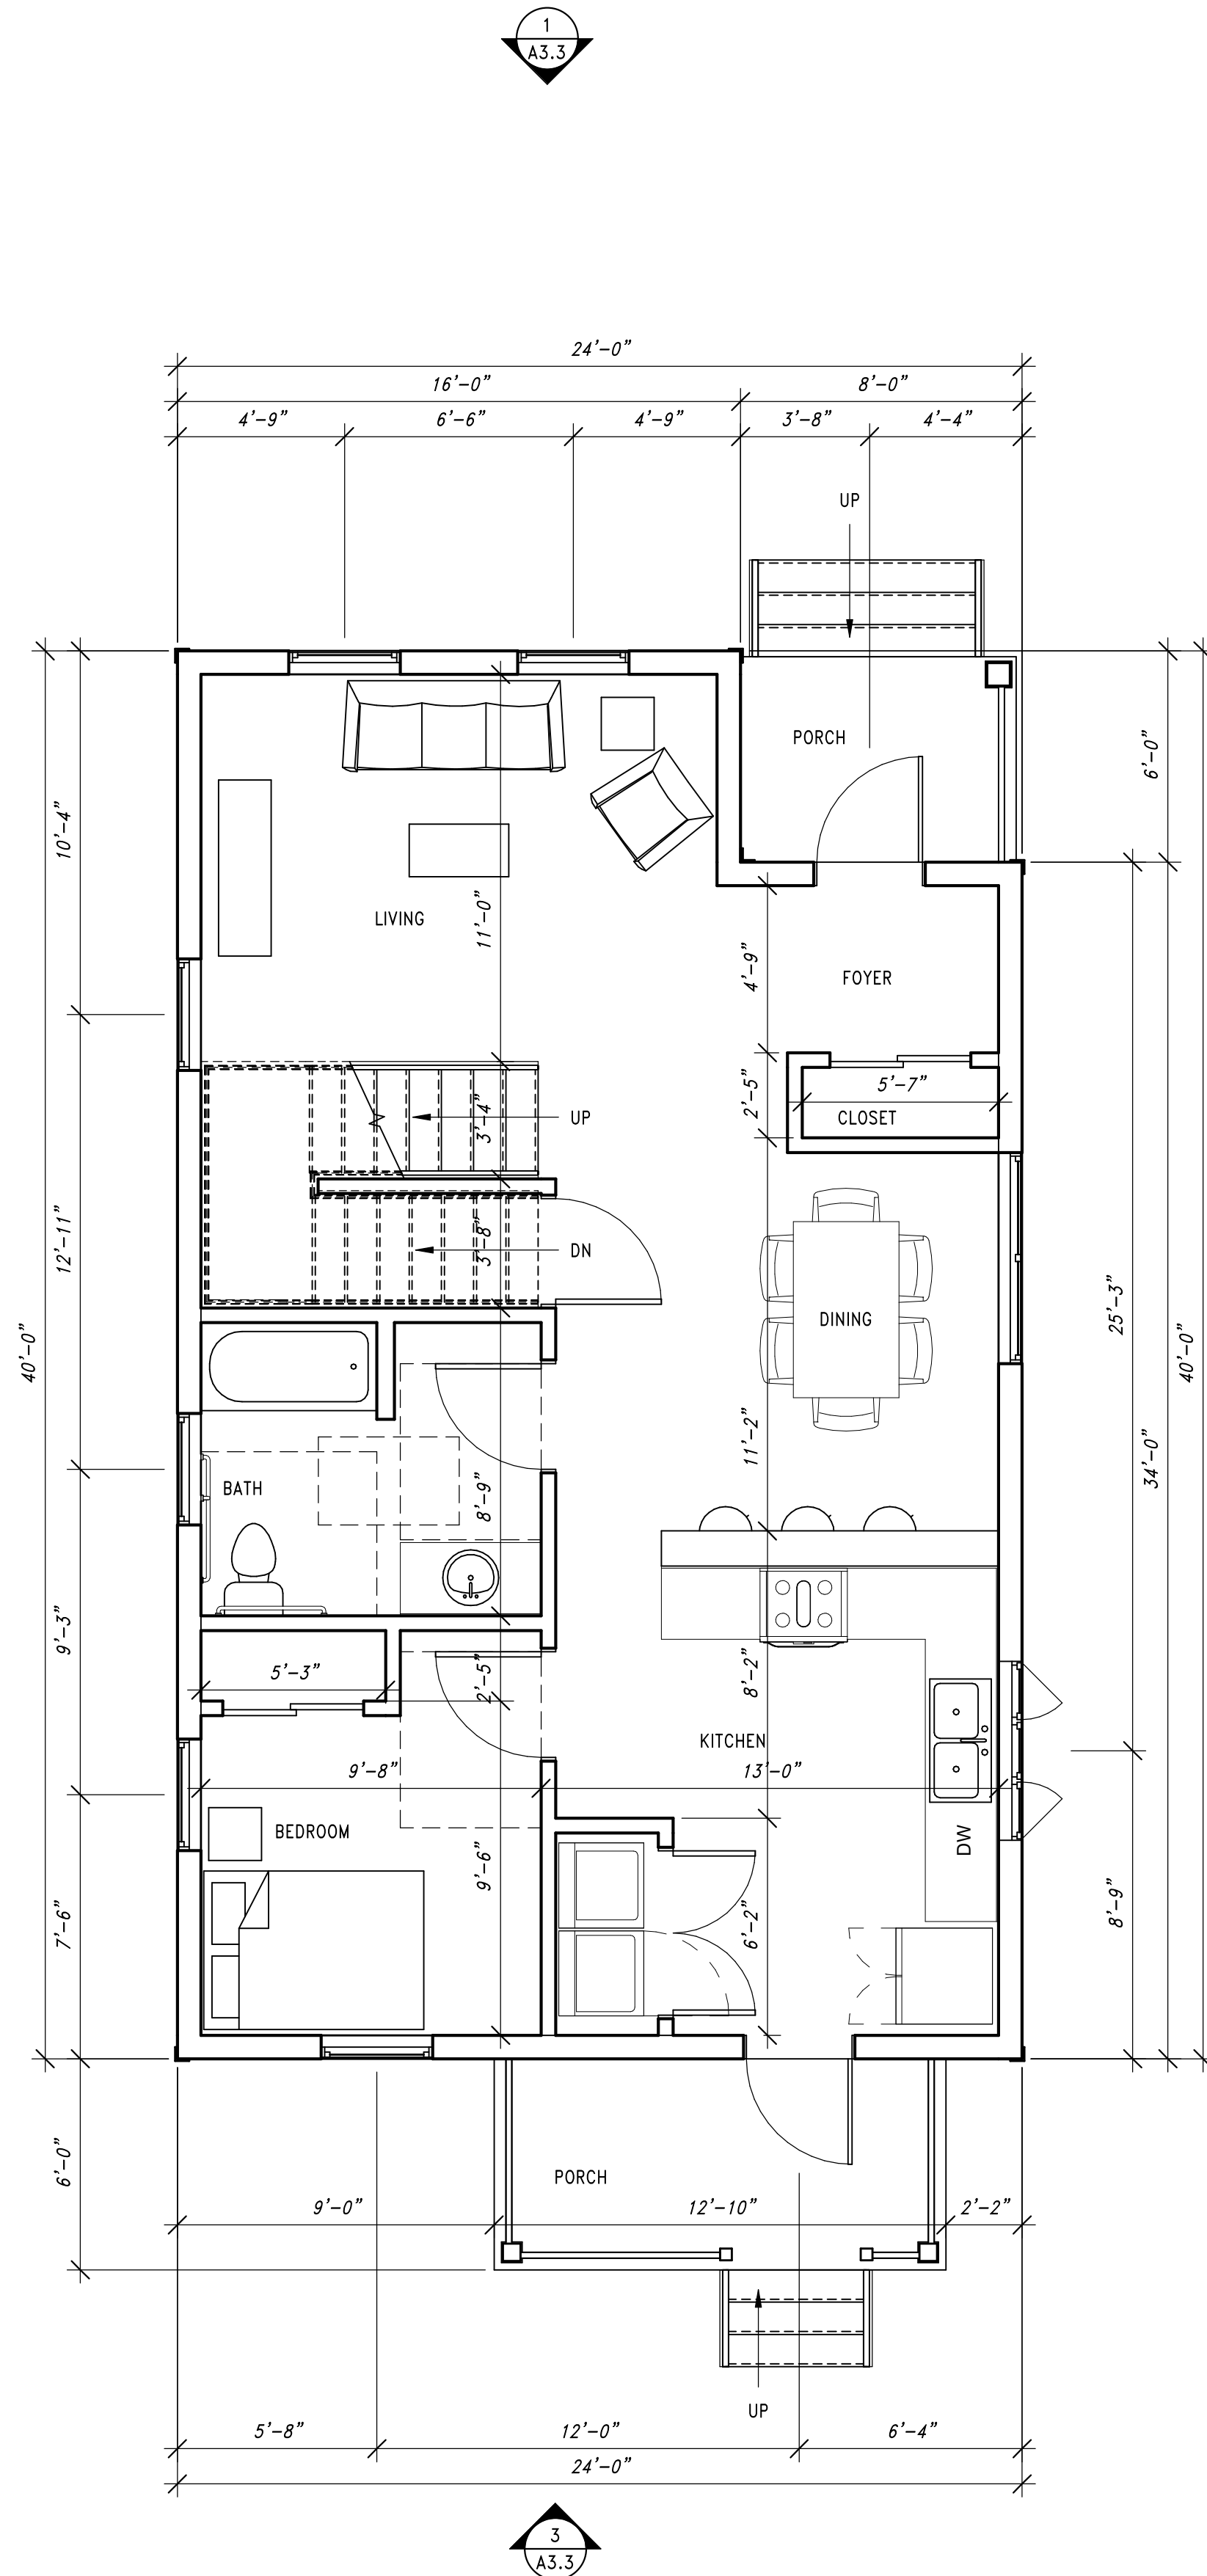 1
A3.3
24'-0"
16'-0"
8'-0"
4'-9"
6'-6"
4'-9"
3'-8"
4'-4"
UP
PORCH
6'-0"
10'-4"
LIVING
11'-0"
4'-9"
FOYER
5'-7"
2'-5"
CLOSET
3'-4"
UP
12'-11"
3'-8"
DN
25'-3"
DINING
40'-0"
40'-0"
11'-2"
34'-0"
BATH
8'-9"
9'-3"
5'-3"
2'-5"
8'-2"
KITCHEN
9'-8"
13'-0"
BEDROOM
DW
9'-6"
7'-6"
6'-2"
8'-9"
6'-0"
PORCH
9'-0"
12'-10"
2'-2"
UP
5'-8"
12'-0"
6'-4"
24'-0"
3
A3.3